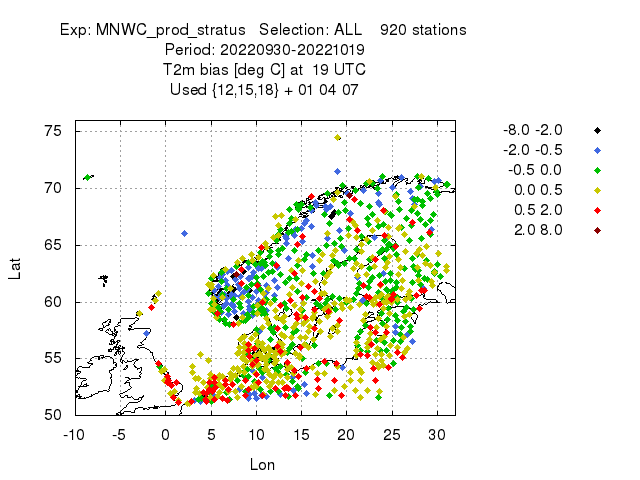 Exp: MNWC_prod_stratus Selection: ALL 920 stations
Period: 20220930-20221019
T2m bias [deg C] at 19 UTC
Used {12,15,18} + 01 04 07
-8.0 -2.0
-2.0 -0.5
-0.5 0.0
0.0 0.5
0.5 2.0
2.0 8.0
75
70
65
60
55
50
Lat
-10 -5 0 5 10 15 20 25 30
Lon